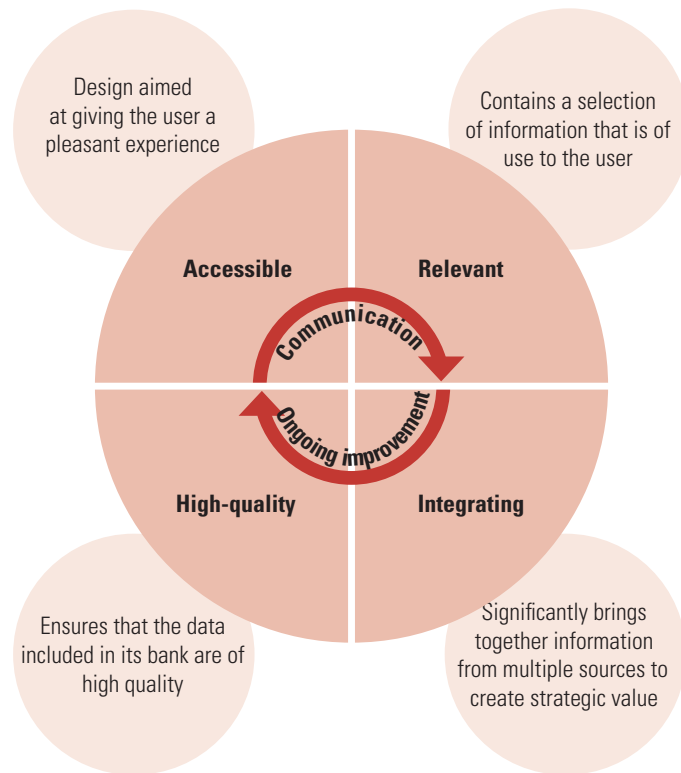 Design aimed
at giving the user a
pleasant experience
Contains a selection
of information that is of
use to the user
Accessible
Relevant
Communication
Ongoing improvement
High-quality
Integrating
Ensures that the data
included in its bank are of
high quality
Significantly brings
together information
from multiple sources to
create strategic value